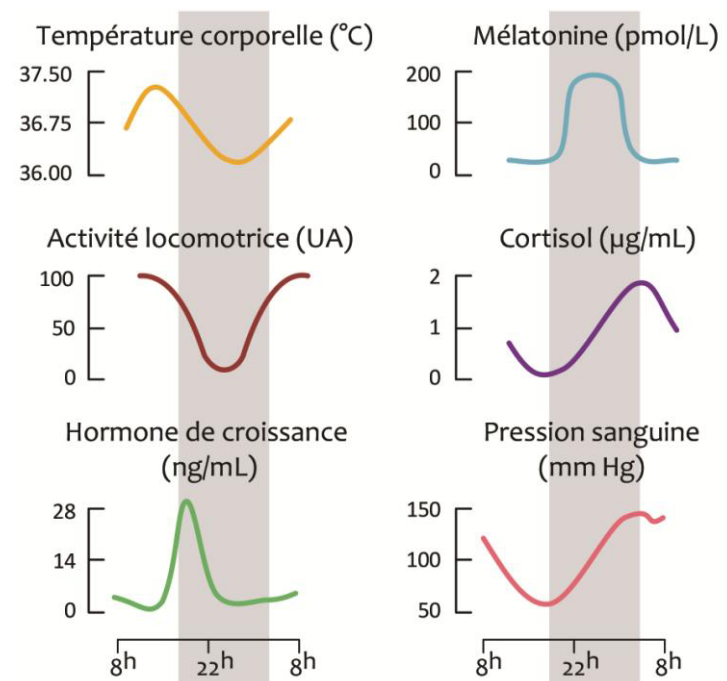 Température corporelle (°C)
37.50
36.75
36.00
Mélatonine (pmol/L)
200
100
0
Activité locomotrice (UA)
100
50
0
Cortisol (µg/mL)
2
1
0
Hormone de croissance
(ng/mL)
28
14
0
8h
22h
8h
Pression sanguine
(mm Hg)
150
100
50
8h
22h
8h